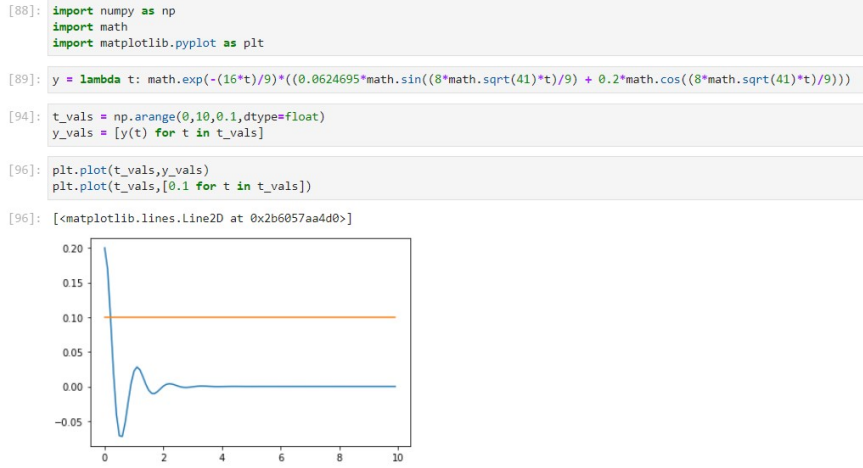 [88]: import numpy as np
import math
import matplotlib.pyplot as plt
[89]: y = lambda t: math.exp(-(16*t)/9)*((0.0624695*math.sin((8*math.sqrt(41)*t)/9) + 0.2*math.cos((8*math.sqrt(41)*t)/9)))
[94]: t_vals = np.arange(0,10,0.1,dtype=float)
y_vals = [y(t) for t in t_vals]
[96]: plt.plot(t_vals,y_vals)
plt.plot(t_vals,[0.1 for t in t_vals])
[96]: [<matplotlib.lines.Line2D at 0x2b6057aa4d0>]
0.20
0.15
0.10
0.05
0.00
−0.05
0 2 4 6 8 10